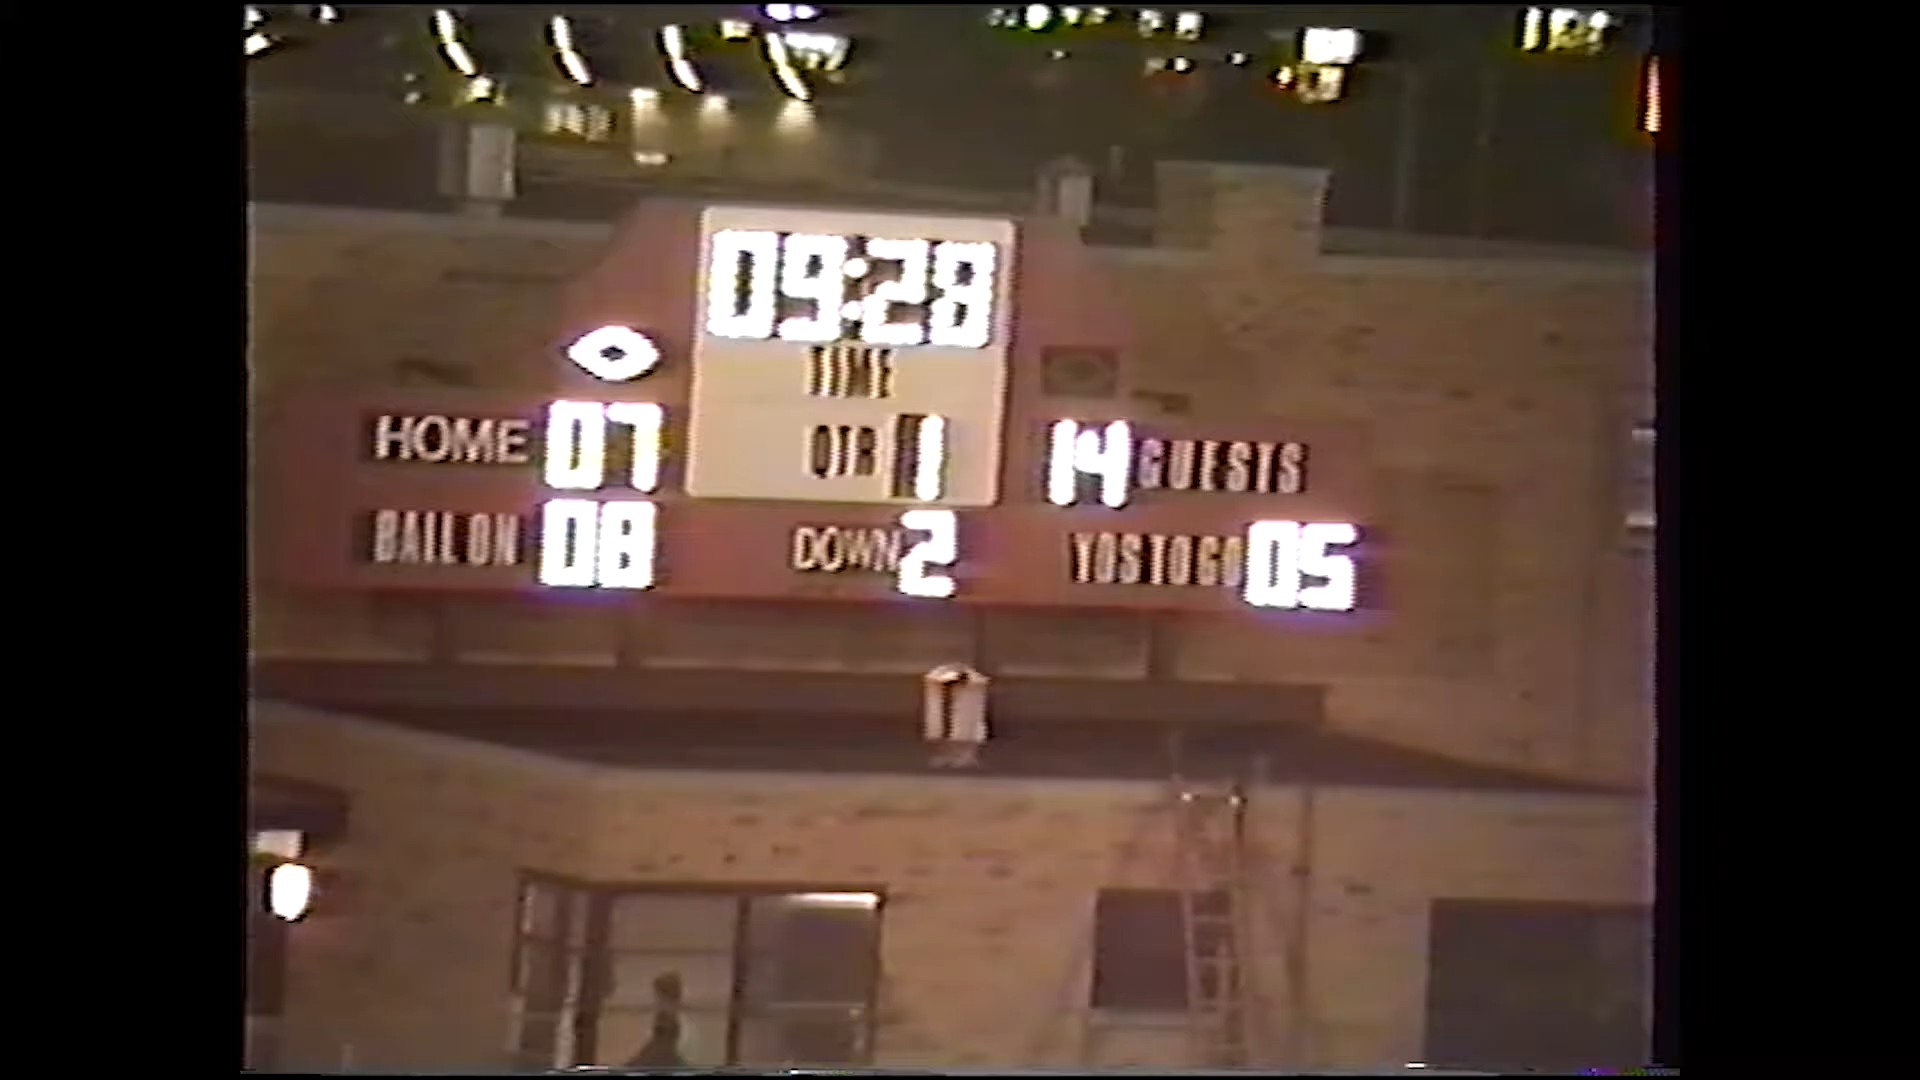 09:28
TIME
HOME 07 QTR 1 14 GUESTS
BALL ON 08 DOWN 2 YDS TO GO 05